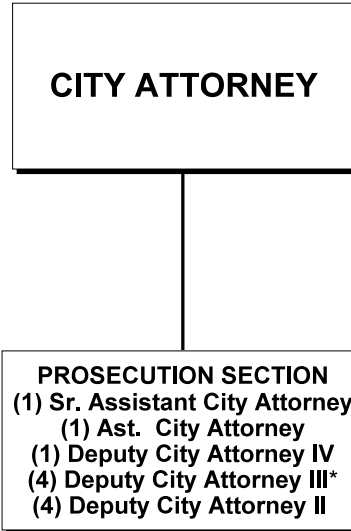 CITY ATTORNEY
PROSECUTION SECTION
(1) Sr. Assistant City Attorney
(1) Ast. City Attorney
(1) Deputy City Attorney IV
(4) Deputy City Attorney III*
(4) Deputy City Attorney II